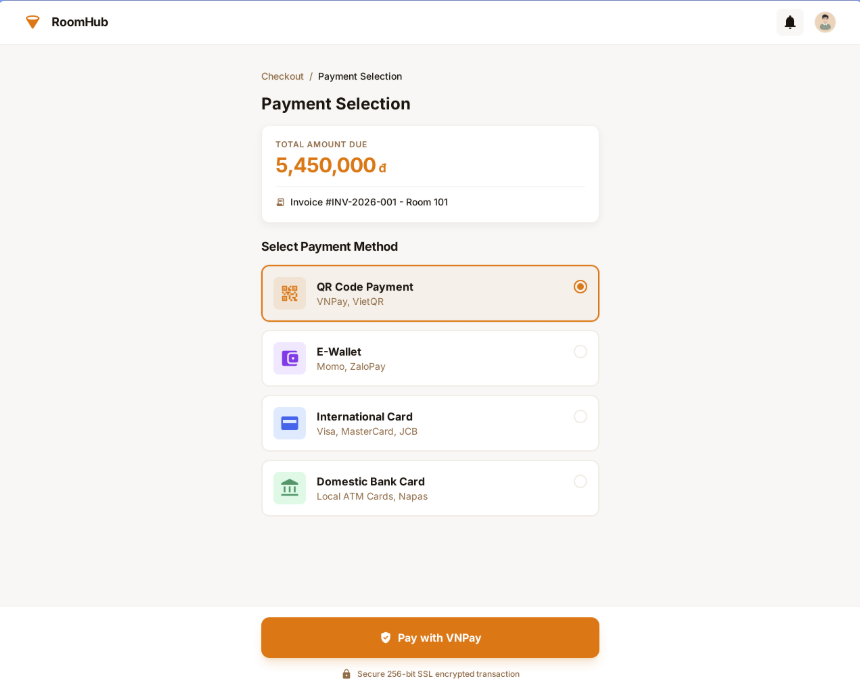 RoomHub
Checkout / Payment Selection
Payment Selection
TOTAL AMOUNT DUE
5,450,000 đ
Invoice #INV-2026-001 - Room 101
Select Payment Method
QR Code Payment
VNPay, VietQR
E-Wallet
Momo, ZaloPay
International Card
Visa, MasterCard, JCB
Domestic Bank Card
Local ATM Cards, Napas
Pay with VNPay
Secure 256-bit SSL encrypted transaction